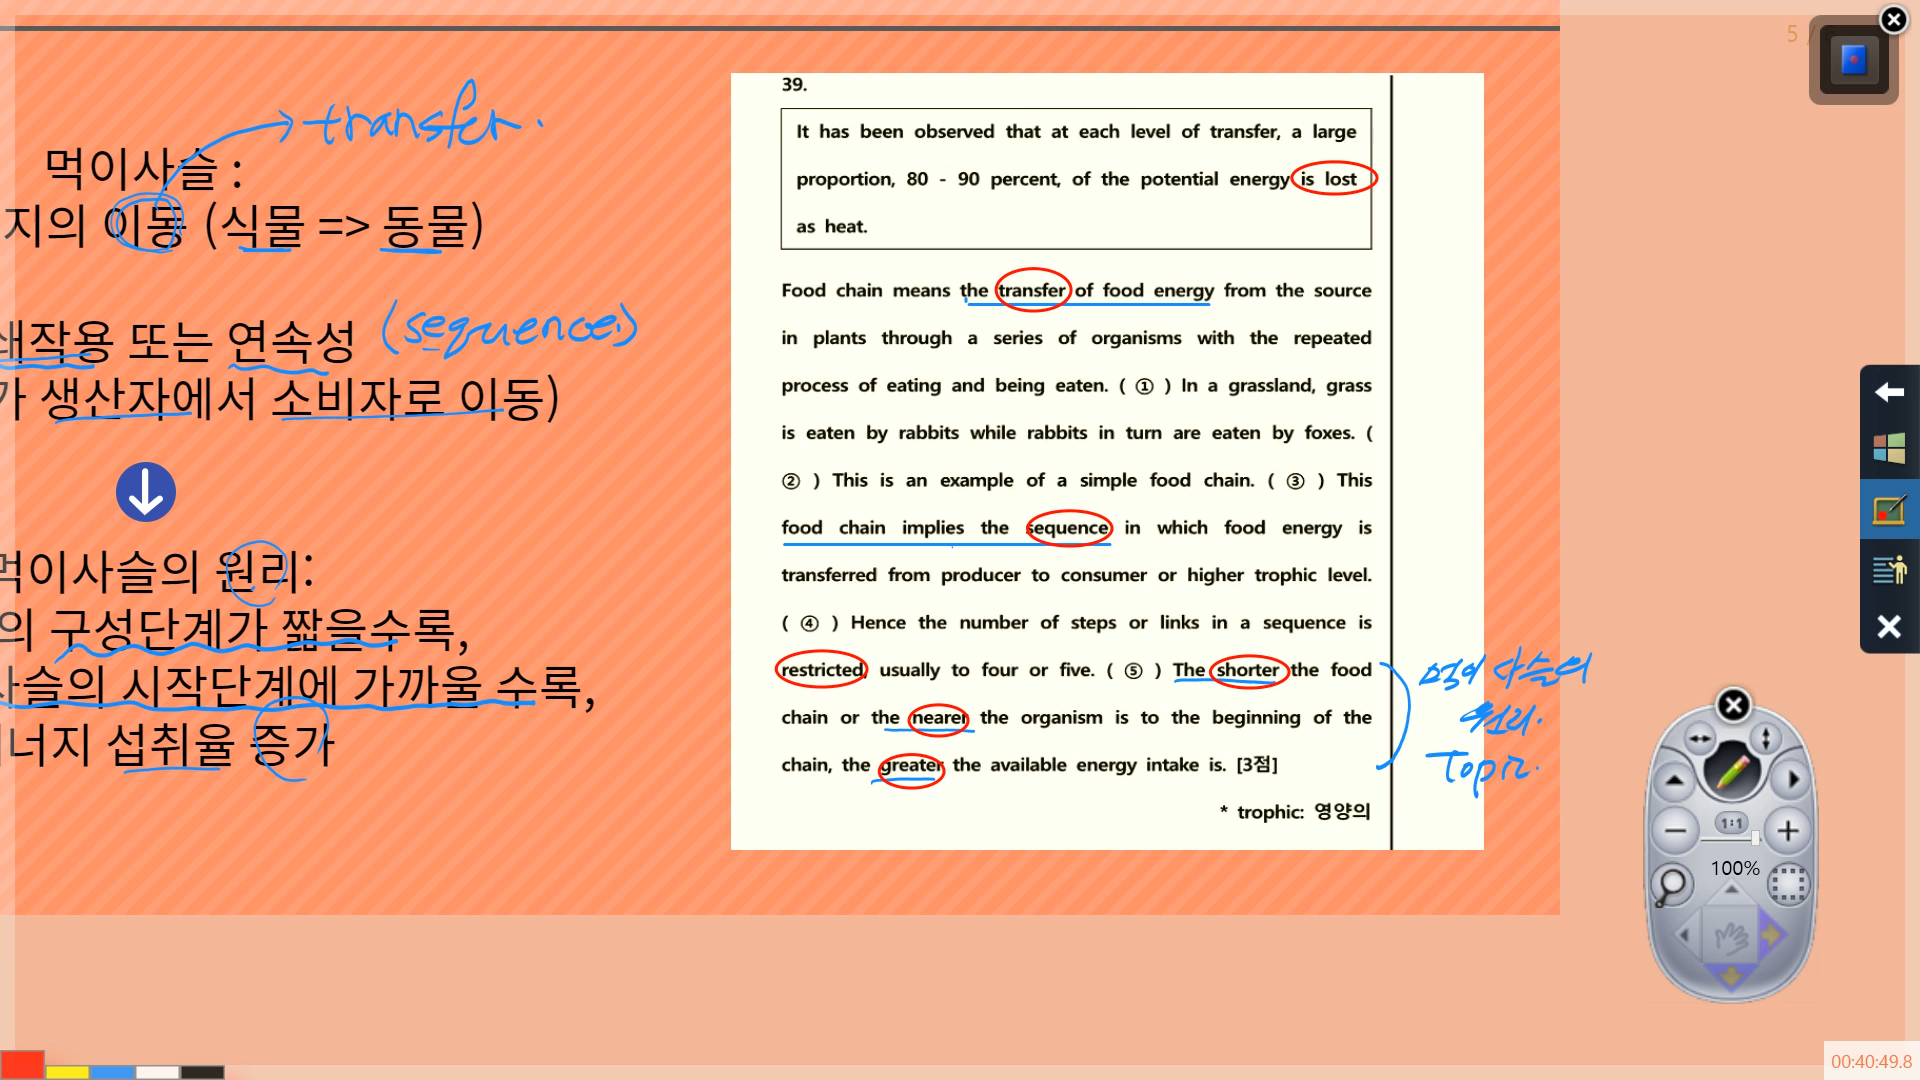 5 /
→ transfer.
먹이사슬 :
지의 이동 (식물 => 동물)
쇄작용 또는 연속성 (sequence)
가 생산자에서 소비자로 이동)
먹이사슬의 원리:
의 구성단계가 짧을수록,
사슬의 시작단계에 가까울 수록,
너지 섭취율 증가
39.
It has been observed that at each level of transfer, a large
proportion, 80 - 90 percent, of the potential energy is lost
as heat.
Food chain means the transfer of food energy from the source
in plants through a series of organisms with the repeated
process of eating and being eaten. ( ① ) In a grassland, grass
is eaten by rabbits while rabbits in turn are eaten by foxes. (
② ) This is an example of a simple food chain. ( ③ ) This
food chain implies the sequence in which food energy is
transferred from producer to consumer or higher trophic level.
( ④ ) Hence the number of steps or links in a sequence is
restricted, usually to four or five. ( ⑤ ) The shorter the food
chain or the nearer the organism is to the beginning of the
chain, the greater the available energy intake is. [3점]
* trophic: 영양의
먹이 사슬의
원리.
Topic.
1:1
100%
00:40:49.8